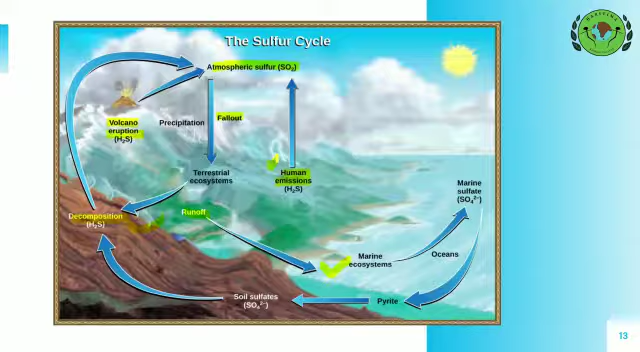 The Sulfur Cycle
Atmospheric sulfur (SO₂)
Volcano
eruption
(H₂S)
Precipitation
Fallout
Terrestrial
ecosystems
Human
emissions
(H₂S)
Marine
sulfate
(SO₄²⁻)
Decomposition
(H₂S)
Runoff
Marine
ecosystems
Oceans
Soil sulfates
(SO₄²⁻)
Pyrite
13